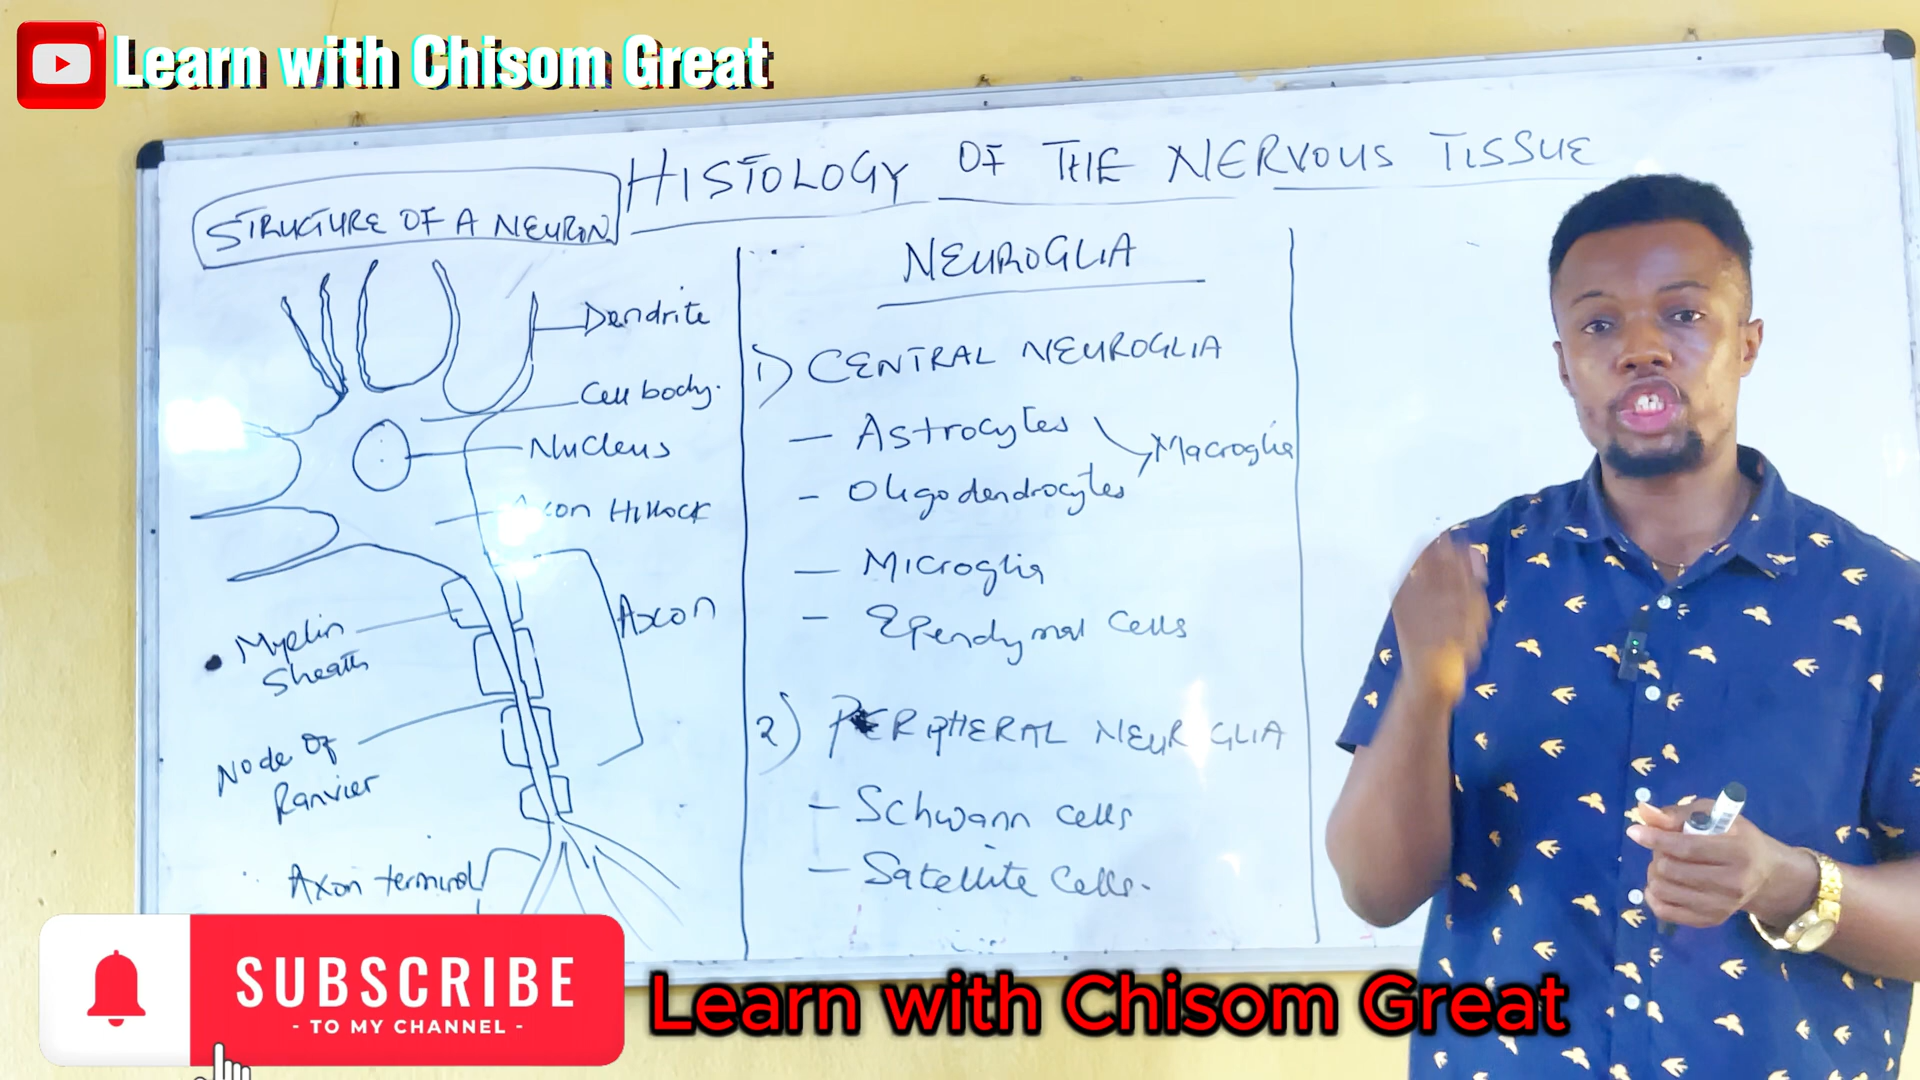 Learn with Chisom Great
HISTOLOGY OF THE NERVOUS TISSUE
STRUCTURE OF A NEURON
Dendrite
Cell body.
Nucleus
Axon Hillock
Axon
Myelin
Sheath
Node Of
Ranvier
Axon terminal
NEUROGLIA
1) CENTRAL NEUROGLIA
— Astrocytes
Macroglia
- Oligodendrocytes
— Microglia
- Ependymal Cells
2) PERIPHERAL NEUROGLIA
- Schwann cells
- Satellite Cells.
SUBSCRIBE
- TO MY CHANNEL -
Learn with Chisom Great